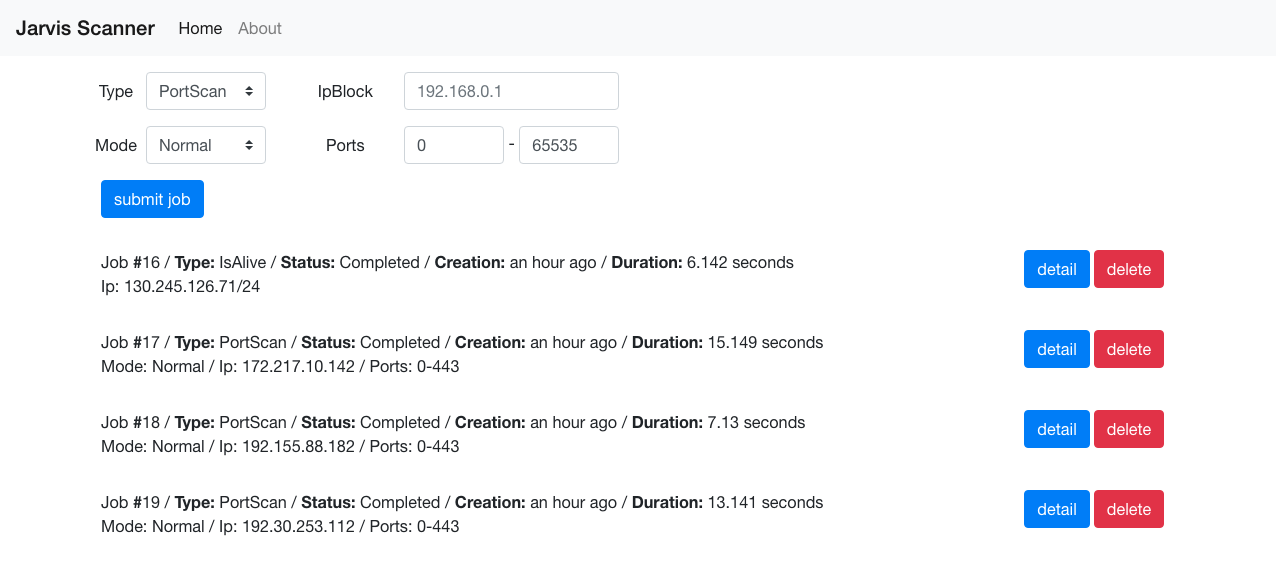 Jarvis Scanner Home About
Type PortScan IpBlock 192.168.0.1
Mode Normal Ports 0 - 65535
submit job
Job #16 / Type: IsAlive / Status: Completed / Creation: an hour ago / Duration: 6.142 seconds detail delete
Ip: 130.245.126.71/24
Job #17 / Type: PortScan / Status: Completed / Creation: an hour ago / Duration: 15.149 seconds detail delete
Mode: Normal / Ip: 172.217.10.142 / Ports: 0-443
Job #18 / Type: PortScan / Status: Completed / Creation: an hour ago / Duration: 7.13 seconds detail delete
Mode: Normal / Ip: 192.155.88.182 / Ports: 0-443
Job #19 / Type: PortScan / Status: Completed / Creation: an hour ago / Duration: 13.141 seconds detail delete
Mode: Normal / Ip: 192.30.253.112 / Ports: 0-443